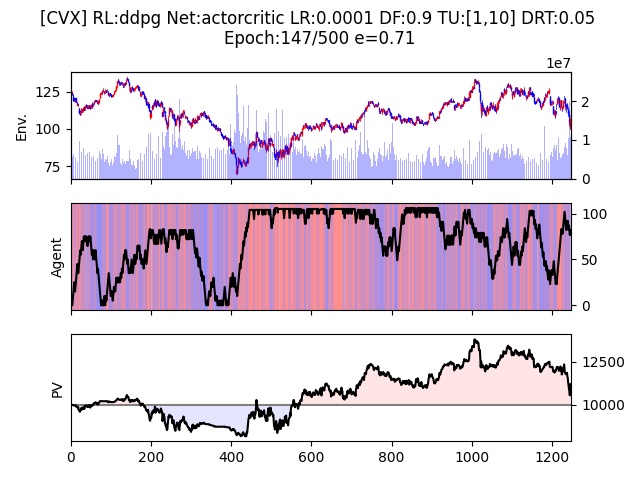 [CVX] RL:ddpg Net:actorcritic LR:0.0001 DF:0.9 TU:[1,10] DRT:0.05
Epoch:147/500 e=0.71
1e7
125
100
75
Env.
2
1
0
Agent
100
50
0
PV
12500
10000
0 200 400 600 800 1000 1200